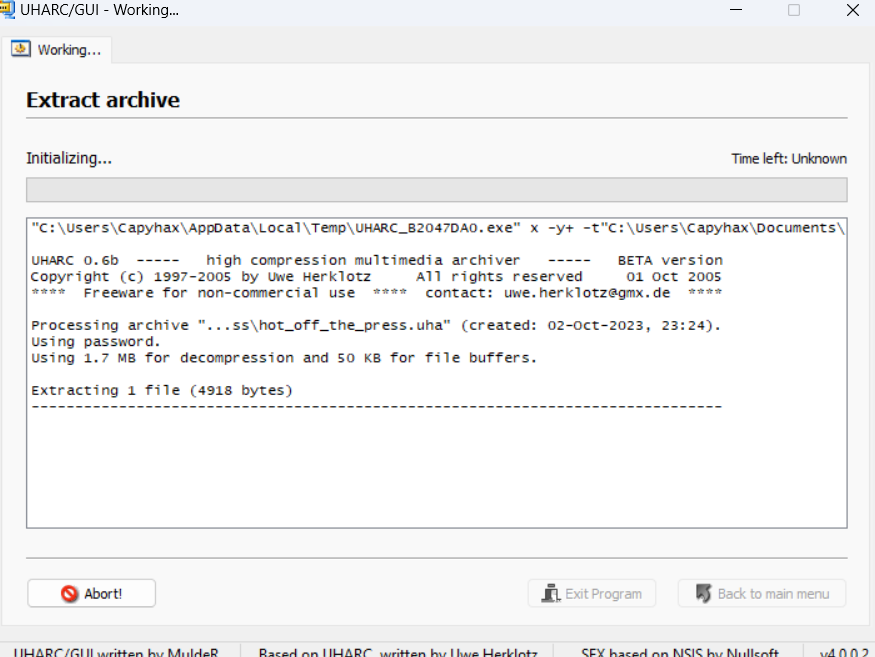 UHARC/GUI - Working...
Working...
Extract archive
Initializing...
Time left: Unknown
"C:\Users\Capyhax\AppData\Local\Temp\UHARC_B2047DA0.exe" x -y+ -t"C:\Users\Capyhax\Documents\
UHARC 0.6b ----- high compression multimedia archiver ----- BETA version
Copyright (c) 1997-2005 by Uwe Herklotz All rights reserved 01 Oct 2005
**** Freeware for non-commercial use **** contact: uwe.herklotz@gmx.de ****
Processing archive "...ss\hot_off_the_press.uha" (created: 02-Oct-2023, 23:24).
Using password.
Using 1.7 MB for decompression and 50 KB for file buffers.
Extracting 1 file (4918 bytes)
-------------------------------------------------------------------------------
Abort!
Exit Program
Back to main menu
UHARC/GUI written by MuldeR
Based on UHARC, written by Uwe Herklotz
SFX based on NSIS by Nullsoft
v4.0.0.2